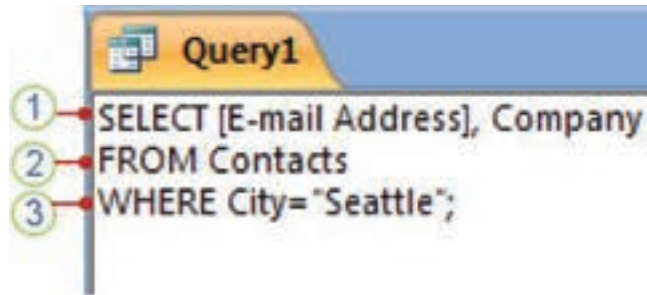 Query1
1 SELECT [E-mail Address], Company
2 FROM Contacts
3 WHERE City="Seattle";